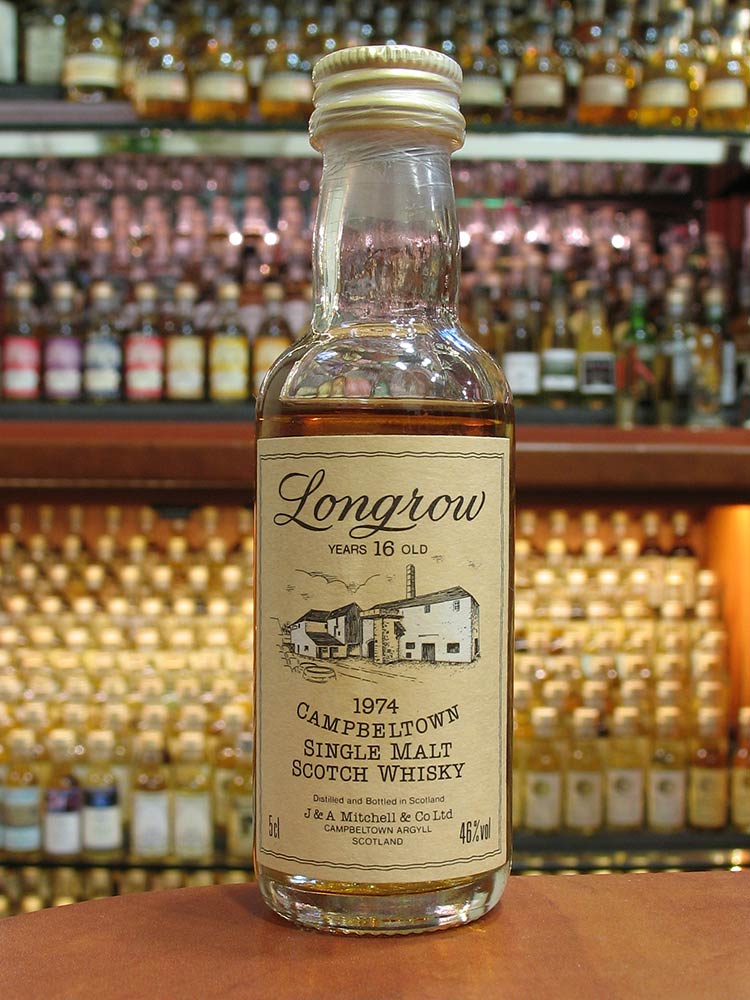 Longrow
YEARS 16 OLD
1974
CAMPBELTOWN
SINGLE MALT
SCOTCH WHISKY
Distilled and Bottled in Scotland
J & A Mitchell & Co Ltd
5cl CAMPBELTOWN ARGYLL 46%vol
SCOTLAND